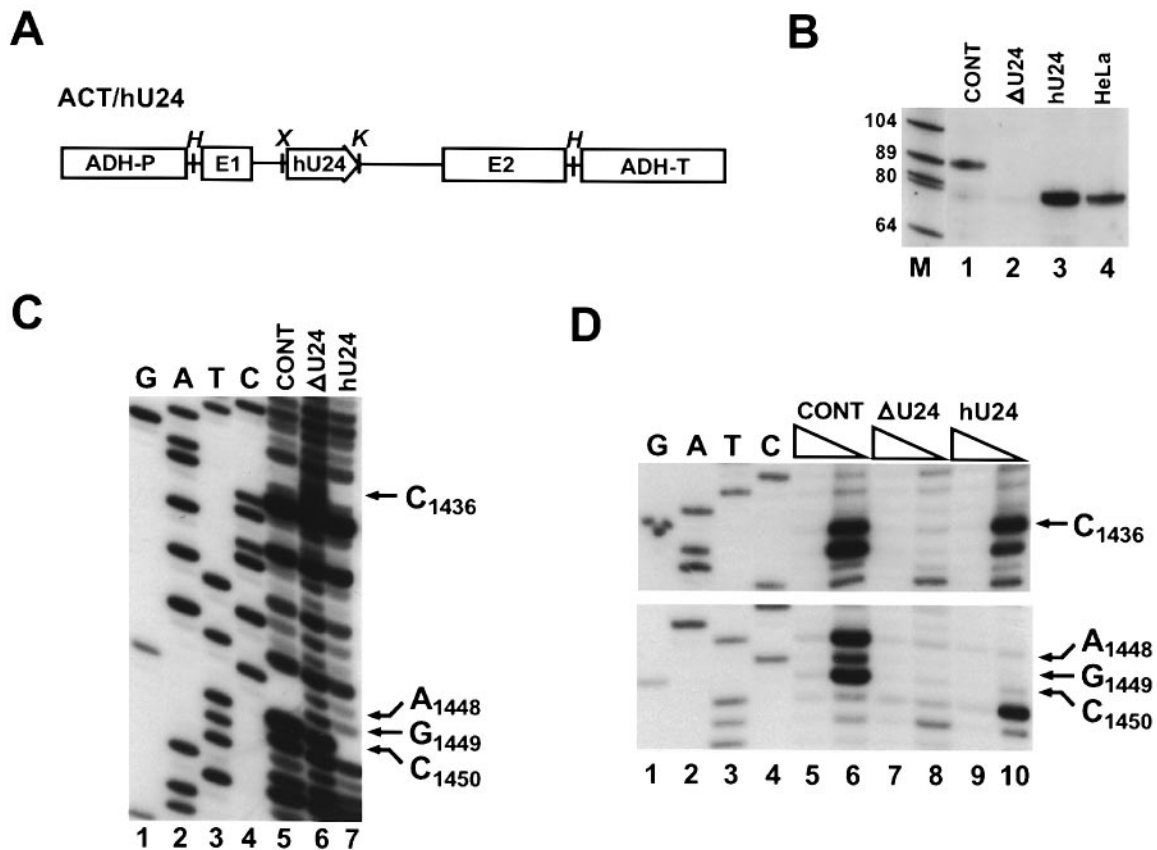 A
ACT/hU24
H X K H
ADH-P E1 hU24 E2 ADH-T
B
CONT ΔU24 hU24 HeLa
104
89
80
64
M 1 2 3 4
C
G A T C CONT ΔU24 hU24
C1436
A1448
G1449
C1450
1 2 3 4 5 6 7
D
CONT ΔU24 hU24
G A T C
C1436
A1448
G1449
C1450
1 2 3 4 5 6 7 8 9 10